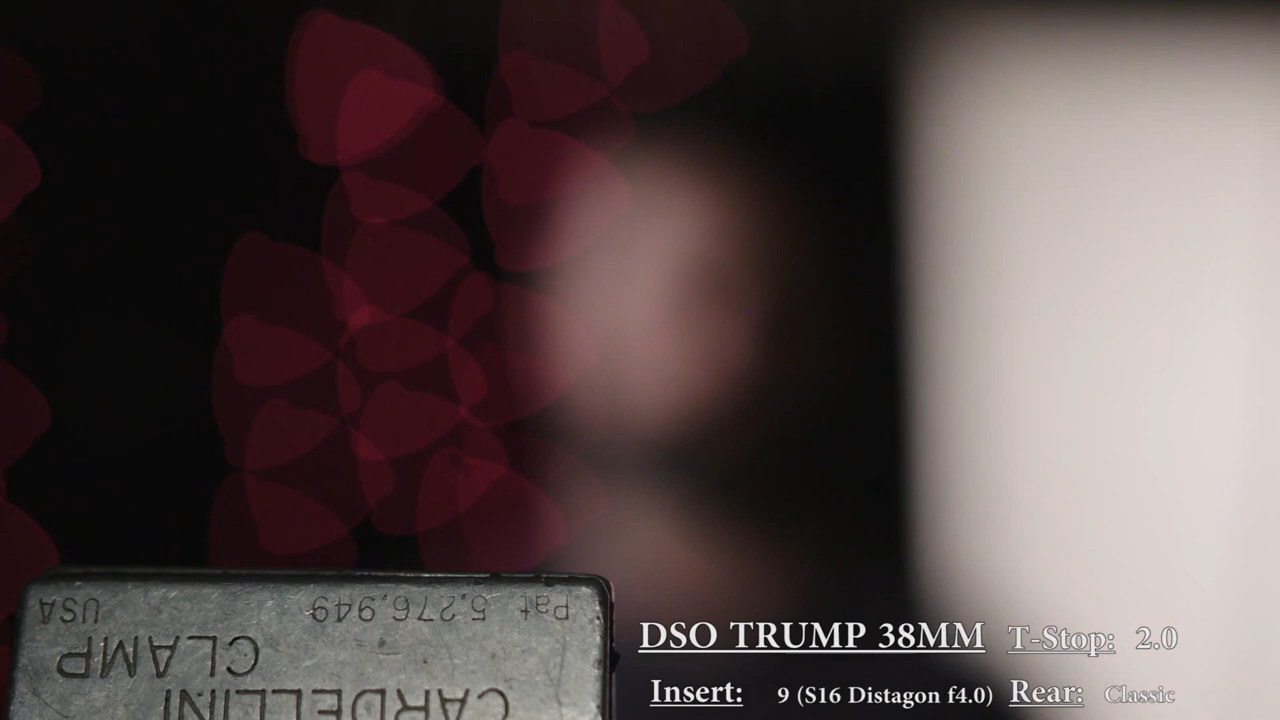 USA Pat 5,276,949
CLAMP
CARDELLINI
DSO TRUMP 38MM T-Stop: 2.0
Insert: 9 (S16 Distagon f4.0) Rear: Classic